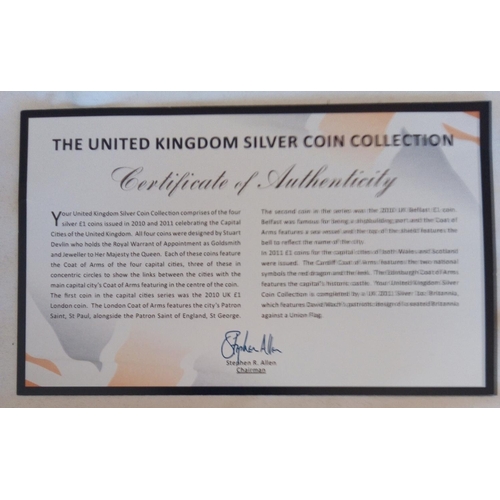 THE UNITED KINGDOM SILVER COIN COLLECTION
Certificate of Authenticity
Your United Kingdom Silver Coin Collection comprises of the four
silver £1 coins issued in 2010 and 2011 celebrating the Capital
Cities of the United Kingdom. All four coins were designed by Stuart
Devlin who holds the Royal Warrant of Appointment as Goldsmith
and Jeweller to Her Majesty the Queen. Each of these coins feature
the Coat of Arms of the four capital cities, three of these in
concentric circles to show the links between the cities with the
main capital city's Coat of Arms featuring in the centre of the coin.
The first coin in the capital cities series was the 2010 UK £1
London coin. The London Coat of Arms features the Patron
Saint, St Paul, alongside the Patron Saint of England, St George.
The second coin in the series was the 2010 UK Belfast £1 coin.
Belfast was famous for being a shipbuilding port and the Coat of
Arms features a sea vessel and the top of the shield features the
bell to reflect the name of the city.
In 2011 £1 coins for the capital cities of both Wales and Scotland
were issued. The Cardiff Coat of Arms features the two national
symbols the red dragon and the leek. The Edinburgh Coat of Arms
features the capital's historic castle. Your United Kingdom Silver
Coin Collection is completed by a UK 2011 Silver 1oz Britannia,
which features David Mach's patriotic design of a seated Britannia
against a Union Flag.
Stephen Allen
Stephen R. Allen
Chairman